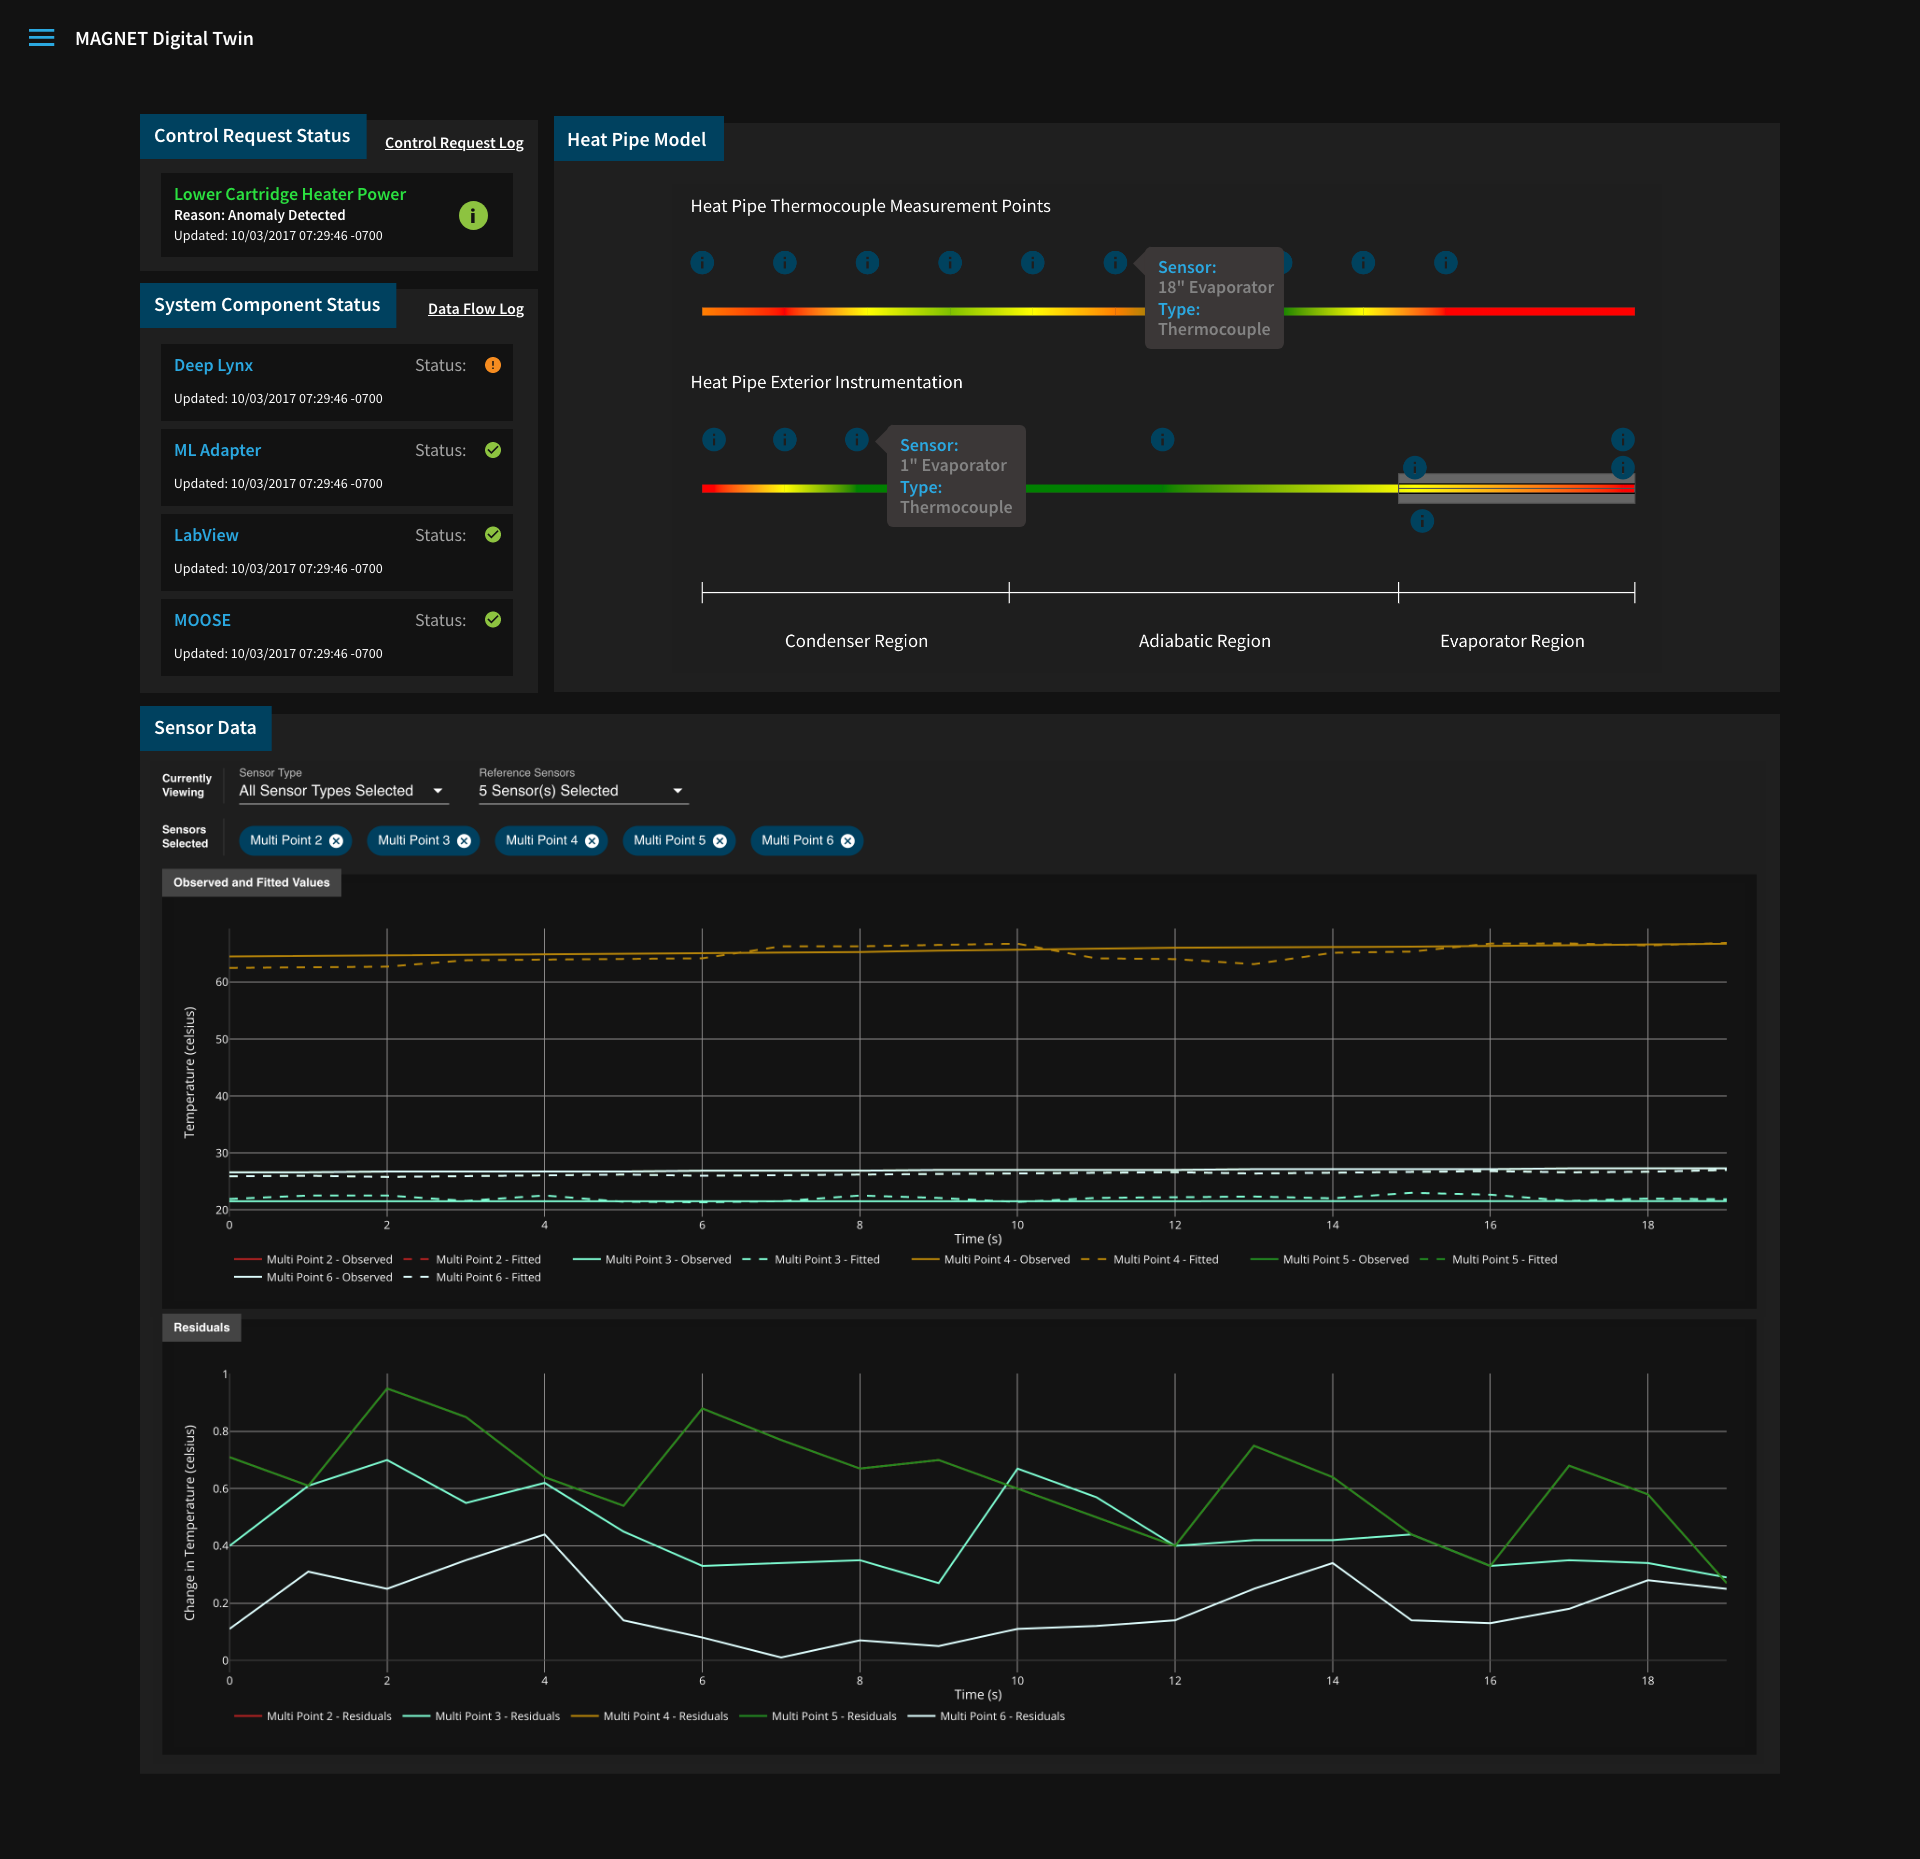 MAGNET Digital Twin
Control Request Status
Control Request Log
Lower Cartridge Heater Power
Reason: Anomaly Detected
Updated: 10/03/2017 07:29:46 -0700
System Component Status
Data Flow Log
Deep Lynx
Status:
Updated: 10/03/2017 07:29:46 -0700
ML Adapter
Status:
Updated: 10/03/2017 07:29:46 -0700
LabView
Status:
Updated: 10/03/2017 07:29:46 -0700
MOOSE
Status:
Updated: 10/03/2017 07:29:46 -0700
Heat Pipe Model
Heat Pipe Thermocouple Measurement Points
Sensor:
18" Evaporator
Type:
Thermocouple
Heat Pipe Exterior Instrumentation
Sensor:
1" Evaporator
Type:
Thermocouple
Condenser Region
Adiabatic Region
Evaporator Region
Sensor Data
Currently
Viewing
Sensor Type
All Sensor Types Selected
Reference Sensors
5 Sensor(s) Selected
Sensors
Selected
Multi Point 2
Multi Point 3
Multi Point 4
Multi Point 5
Multi Point 6
Observed and Fitted Values
Temperature (celsius)
60
50
40
30
20
0 2 4 6 8 10 12 14 16 18
Time (s)
Multi Point 2 - Observed Multi Point 2 - Fitted Multi Point 3 - Observed Multi Point 3 - Fitted Multi Point 4 - Observed Multi Point 4 - Fitted Multi Point 5 - Observed Multi Point 5 - Fitted
Multi Point 6 - Observed Multi Point 6 - Fitted
Residuals
Change in Temperature (celsius)
1
0.8
0.6
0.4
0.2
0
0 2 4 6 8 10 12 14 16 18
Time (s)
Multi Point 2 - Residuals Multi Point 3 - Residuals Multi Point 4 - Residuals Multi Point 5 - Residuals Multi Point 6 - Residuals